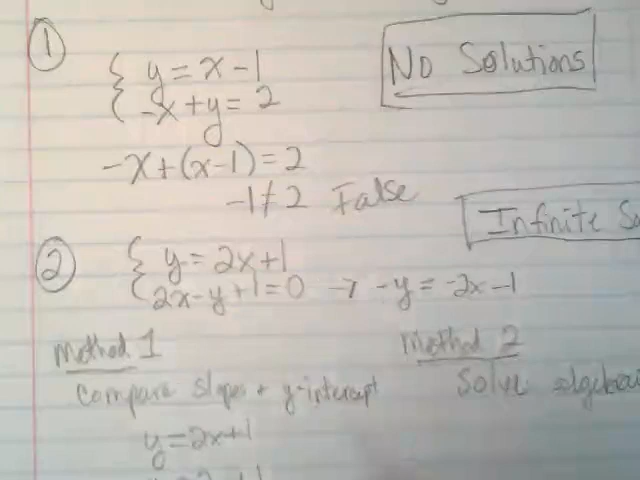 1
y = x - 1
No Solutions
-x + y = 2
-x + (x - 1) = 2
-1 ≠ 2 False
Infinite
2
y = 2x + 1
2x - y + 1 = 0 → -y = -2x - 1
Method 1
Method 2
Compare slopes + y-intercept
Solve
y = 2x + 1